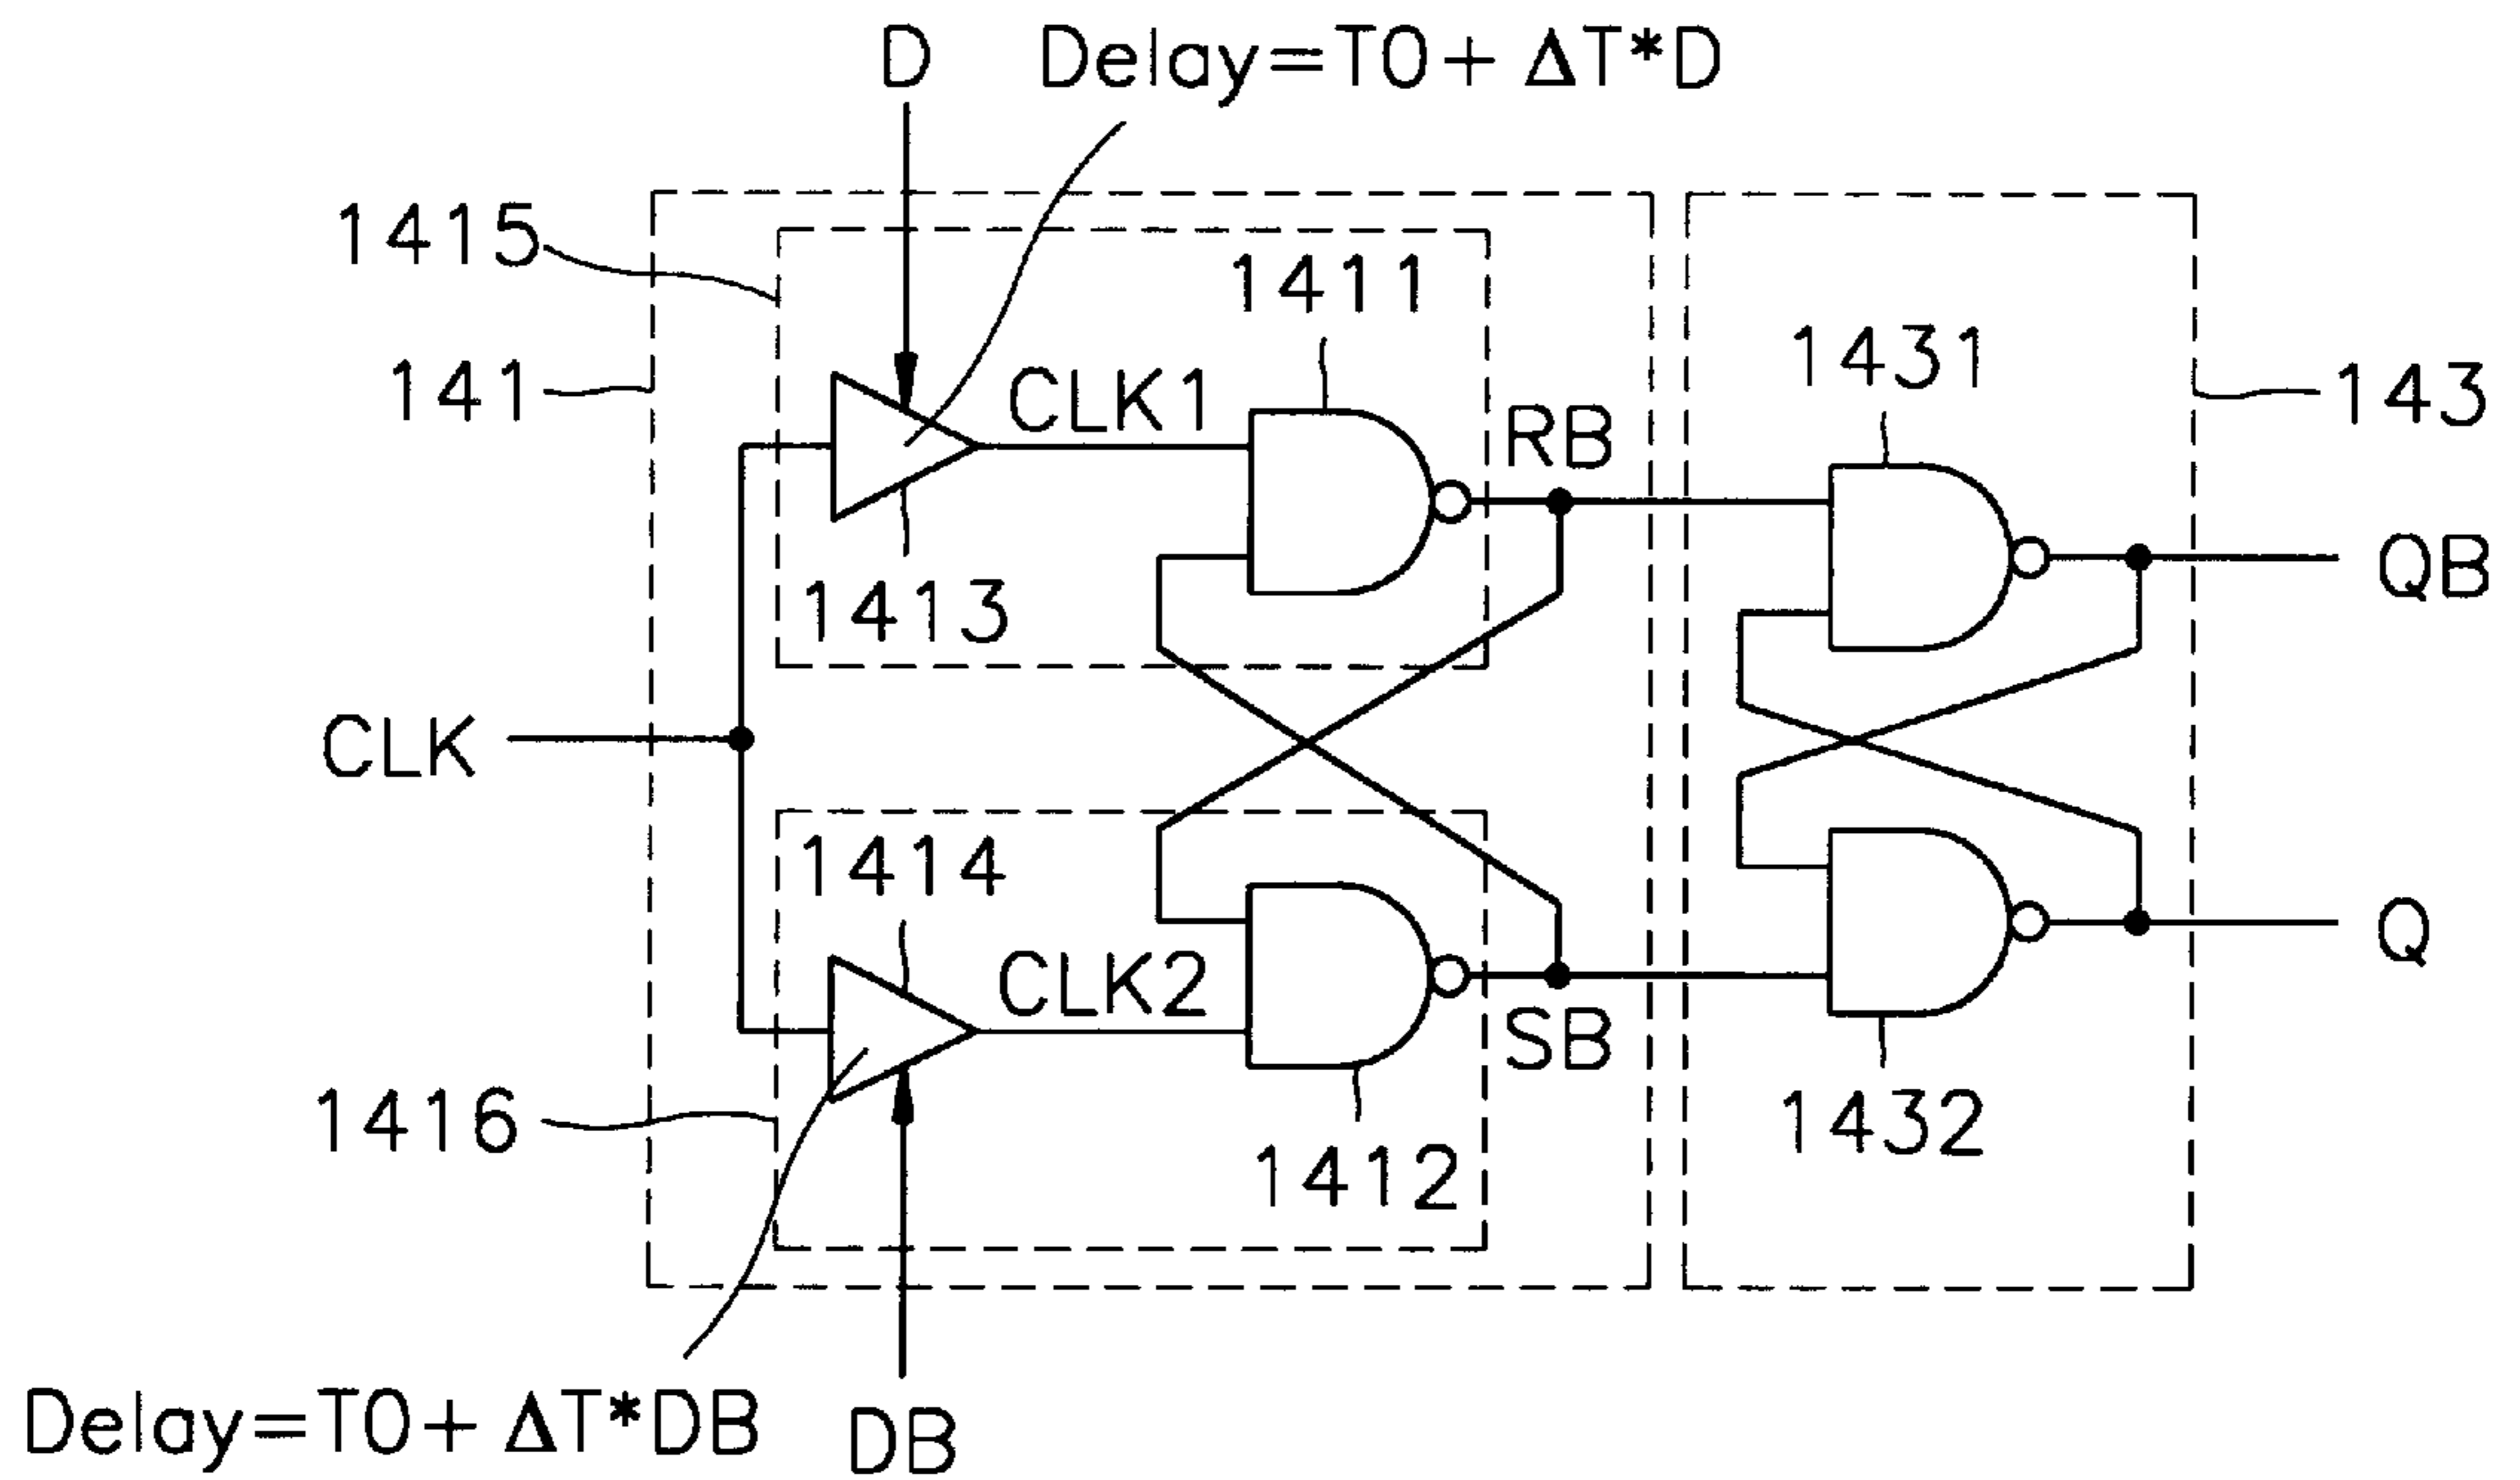 D
Delay=T0+ ΔT*D
1415
1411
141
CLK1
1431
143
RB
1413
QB
CLK
1414
CLK2
Q
SB
1416
1412
1432
Delay=T0+ ΔT*DB
DB